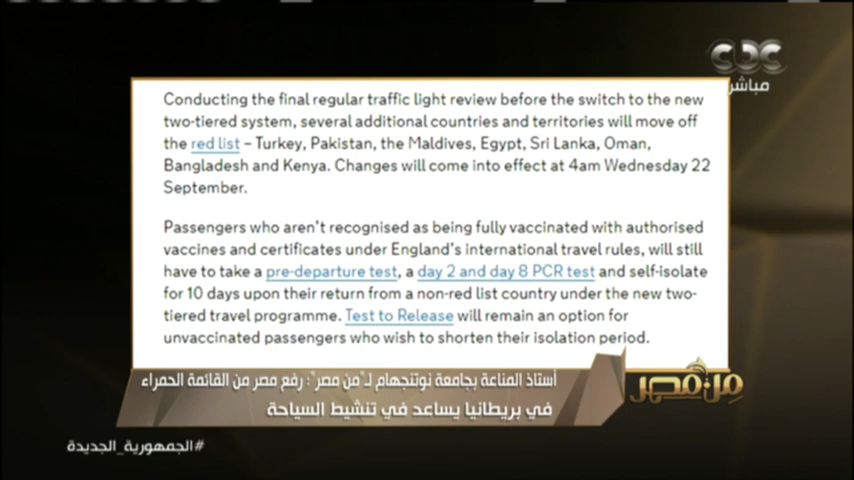 cbc
مباشر
Conducting the final regular traffic light review before the switch to the new
two-tiered system, several additional countries and territories will move off
the red list – Turkey, Pakistan, the Maldives, Egypt, Sri Lanka, Oman,
Bangladesh and Kenya. Changes will come into effect at 4am Wednesday 22
September.
Passengers who aren't recognised as being fully vaccinated with authorised
vaccines and certificates under England's international travel rules, will still
have to take a pre-departure test, a day 2 and day 8 PCR test and self-isolate
for 10 days upon their return from a non-red list country under the new two-
tiered travel programme. Test to Release will remain an option for
unvaccinated passengers who wish to shorten their isolation period.
أستاذ المناعة بجامعة نوتنجهام لـ"من مصر": رفع مصر من القائمة الحمراء
في بريطانيا يساعد في تنشيط السياحة
من مصر
#الجمهورية_الجديدة